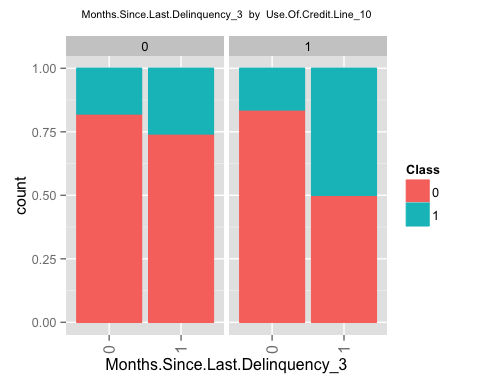 Months.Since.Last.Delinquency_3 by Use.Of.Credit.Line_10
0 1
1.00
0.75
0.50
0.25
0.00
count
0 1 0 1
Months.Since.Last.Delinquency_3
Class
0
1